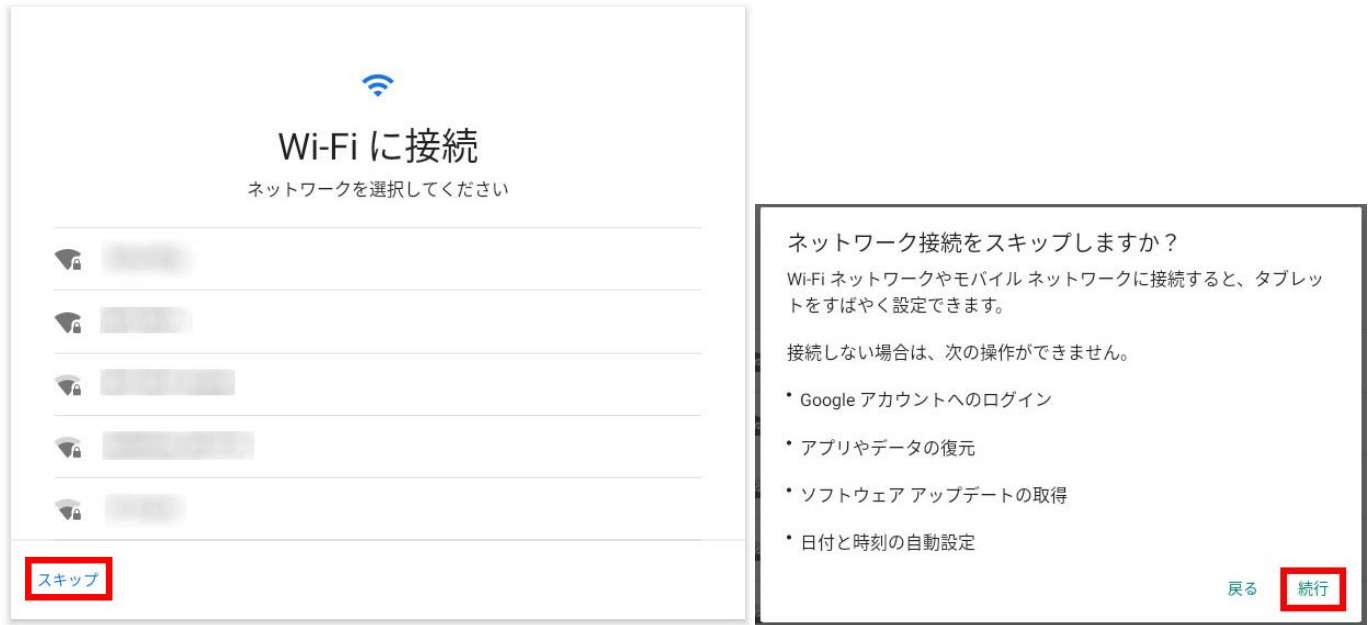 Wi-Fi に接続
ネットワークを選択してください
スキップ
ネットワーク接続をスキップしますか？
Wi-Fi ネットワークやモバイル ネットワークに接続すると、タブレッ
トをすばやく設定できます。
接続しない場合は、次の操作ができません。
• Google アカウントへのログイン
• アプリやデータの復元
• ソフトウェア アップデートの取得
• 日付と時刻の自動設定
戻る 続行